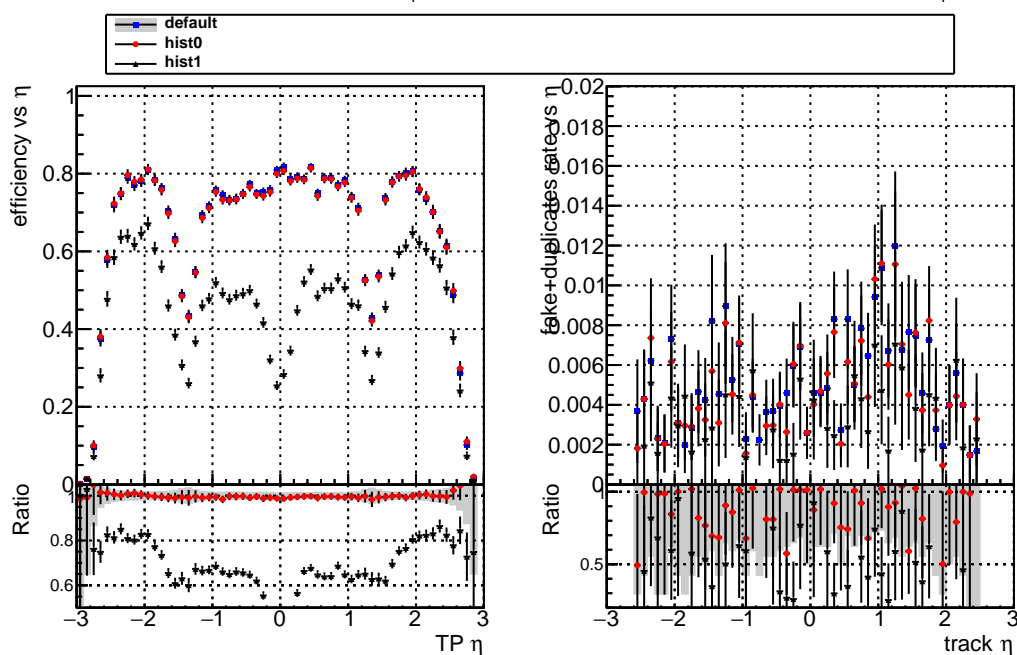 default
hist0
hist1
efficiency vs η
1
0.8
0.6
0.4
0.2
0
Ratio
1
0.8
0.6
−3 −2 −1 0 1 2 3
TP η
fake+duplicates rate vs η
0.02
0.018
0.016
0.014
0.012
0.01
0.008
0.006
0.004
0.002
0
Ratio
0.5
−3 −2 −1 0 1 2 3
track η